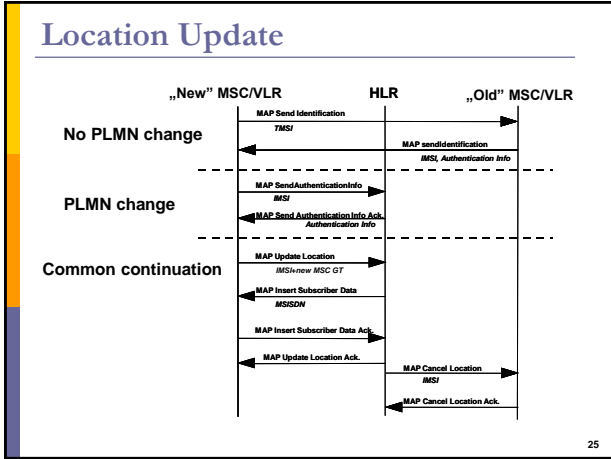 Location Update
„New” MSC/VLR HLR „Old” MSC/VLR
MAP Send Identification
TMSI
No PLMN change
MAP sendIdentification
IMSI, Authentication Info
MAP SendAuthenticationInfo
IMSI
PLMN change
MAP Send Authentication Info Ack.
Authentication Info
MAP Update Location
Common continuation
IMSI+new MSC GT
MAP Insert Subscriber Data
MSISDN
MAP Insert Subscriber Data Ack.
MAP Update Location Ack.
MAP Cancel Location
IMSI
MAP Cancel Location Ack.
25